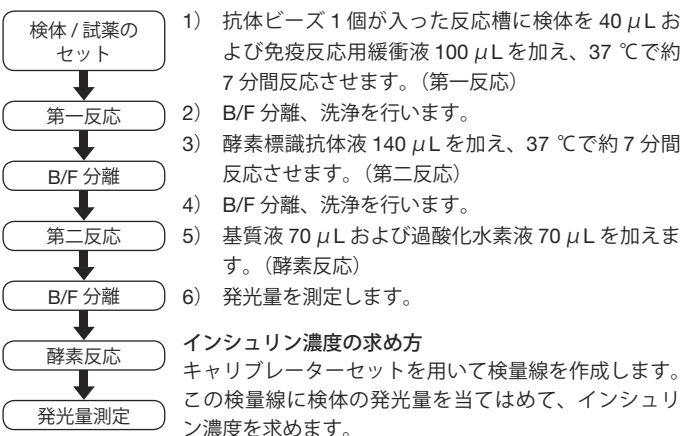 検体 / 試薬の
セット
第一反応
B/F 分離
第二反応
B/F 分離
酵素反応
発光量測定
1) 抗体ビーズ 1 個が入った反応槽に検体を 40 μL お
よび免疫反応用緩衝液 100 μL を加え、37 ℃で約
7 分間反応させます。（第一反応）
2) B/F 分離、洗浄を行います。
3) 酵素標識抗体液 140 μL を加え、37 ℃で約 7 分間
反応させます。（第二反応）
4) B/F 分離、洗浄を行います。
5) 基質液 70 μL および過酸化水素液 70 μL を加えま
す。（酵素反応）
6) 発光量を測定します。
インシュリン濃度の求め方
キャリブレーターセットを用いて検量線を作成します。
この検量線に検体の発光量を当てはめて、インシュリ
ン濃度を求めます。